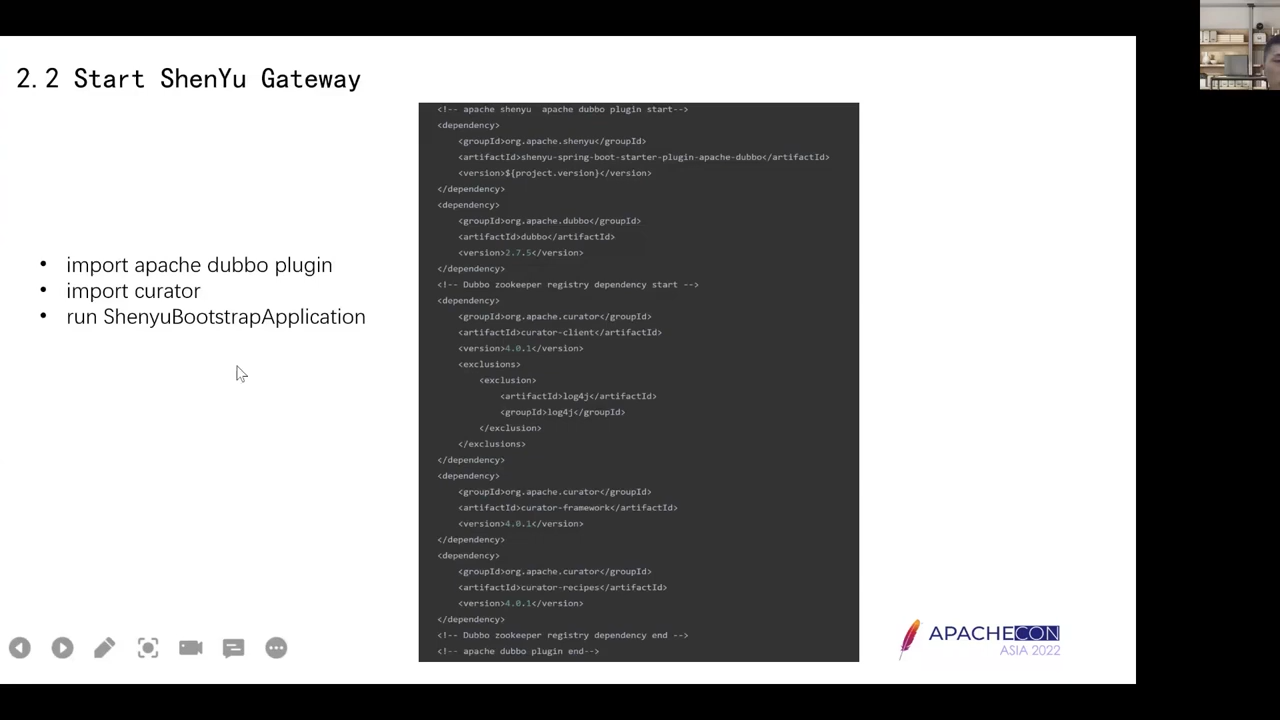 2.2 Start ShenYu Gateway
• import apache dubbo plugin
• import curator
• run ShenyuBootstrapApplication
<!-- apache shenyu  apache dubbo plugin start-->
<dependency>
<groupId>org.apache.shenyu</groupId>
<artifactId>shenyu-spring-boot-starter-plugin-apache-dubbo</artifactId>
<version>${project.version}</version>
</dependency>
<dependency>
<groupId>org.apache.dubbo</groupId>
<artifactId>dubbo</artifactId>
<version>2.7.5</version>
</dependency>
<!-- Dubbo zookeeper registry dependency start -->
<dependency>
<groupId>org.apache.curator</groupId>
<artifactId>curator-client</artifactId>
<version>4.0.1</version>
<exclusions>
<exclusion>
<artifactId>log4j</artifactId>
<groupId>log4j</groupId>
</exclusion>
</exclusions>
</dependency>
<dependency>
<groupId>org.apache.curator</groupId>
<artifactId>curator-framework</artifactId>
<version>4.0.1</version>
</dependency>
<dependency>
<groupId>org.apache.curator</groupId>
<artifactId>curator-recipes</artifactId>
<version>4.0.1</version>
</dependency>
<!-- Dubbo zookeeper registry dependency end -->
<!-- apache dubbo plugin end-->
APACHECON
ASIA 2022